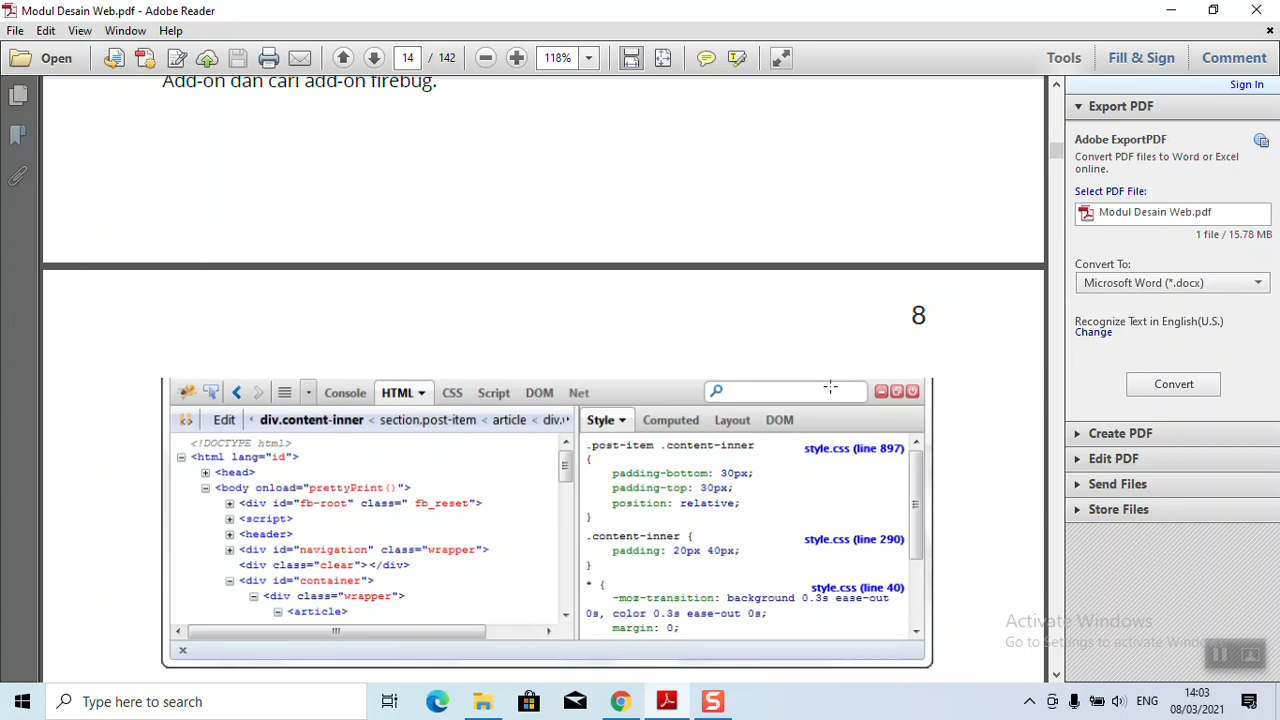 Modul Desain Web.pdf - Adobe Reader
File Edit View Window Help
Open 14 / 142 118% Tools Fill & Sign Comment
Sign In
Add-on dan cari add-on firebug.
8
Console HTML CSS Script DOM Net
Edit div.content-inner < section.post-item < article < div.
Style Computed Layout DOM
<!DOCTYPE html>
<html lang="id">
<head>
<body onload="prettyPrint()">
<div id="fb-root" class=" fb_reset">
<script>
<header>
<div id="navigation" class="wrapper">
<div class="clear"></div>
<div id="container">
<div class="wrapper">
<article>
.post-item .content-inner style.css (line 897)
{
padding-bottom: 30px;
padding-top: 30px;
position: relative;
}
.content-inner { style.css (line 290)
padding: 20px 40px;
}
* { style.css (line 40)
-moz-transition: background 0.3s ease-out
0s, color 0.3s ease-out 0s;
margin: 0;
Export PDF
Adobe ExportPDF
Convert PDF files to Word or Excel
online.
Select PDF File:
Modul Desain Web.pdf
1 file / 15.78 MB
Convert To:
Microsoft Word (*.docx)
Recognize Text in English(U.S.)
Change
Convert
Create PDF
Edit PDF
Send Files
Store Files
Activate Windows
Go to Settings to activate Windows.
Type here to search
ENG
14:03
08/03/2021